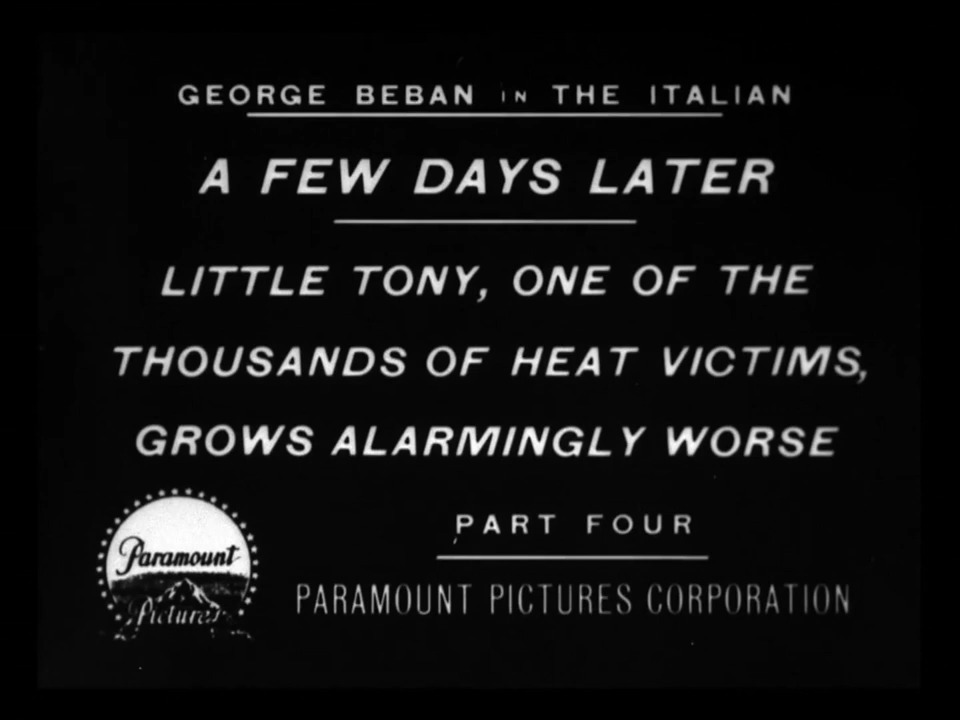 GEORGE BEBAN IN THE ITALIAN
A FEW DAYS LATER
LITTLE TONY, ONE OF THE
THOUSANDS OF HEAT VICTIMS,
GROWS ALARMINGLY WORSE
PART FOUR
Paramount
Pictures
PARAMOUNT PICTURES CORPORATION